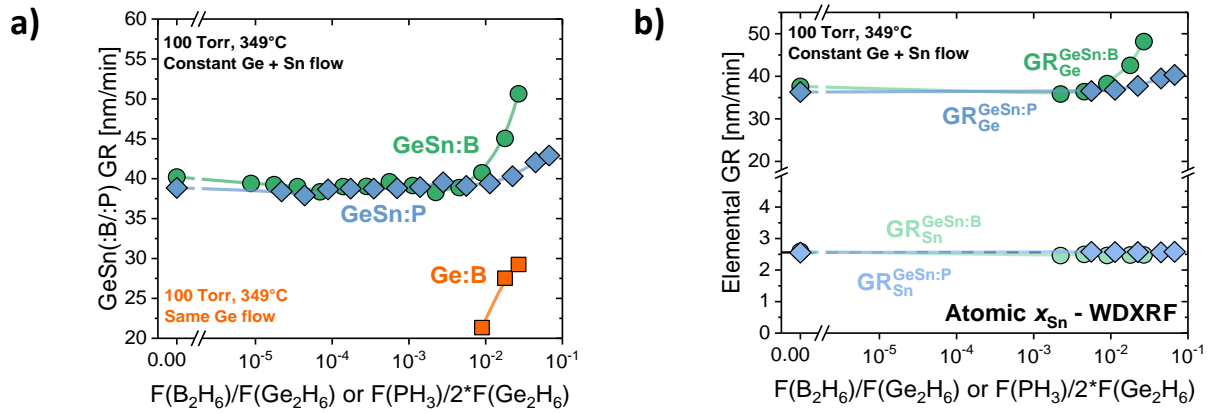 a)
GeSn(:B/:P) GR [nm/min]
100 Torr, 349°C
Constant Ge + Sn flow
GeSn:B
GeSn:P
Ge:B
100 Torr, 349°C
Same Ge flow
60
55
50
45
40
35
30
25
20
0.00 10⁻⁵ 10⁻⁴ 10⁻³ 10⁻² 10⁻¹
F(B₂H₆)/F(Ge₂H₆) or F(PH₃)/2*F(Ge₂H₆)
b)
Elemental GR [nm/min]
100 Torr, 349°C
Constant Ge + Sn flow
GR_Ge^GeSn:B
GR_Ge^GeSn:P
GR_Sn^GeSn:B
GR_Sn^GeSn:P
Atomic x_Sn - WDXRF
50
40
30
20
5
4
3
2
1
0
0.00 10⁻⁵ 10⁻⁴ 10⁻³ 10⁻² 10⁻¹
F(B₂H₆)/F(Ge₂H₆) or F(PH₃)/2*F(Ge₂H₆)